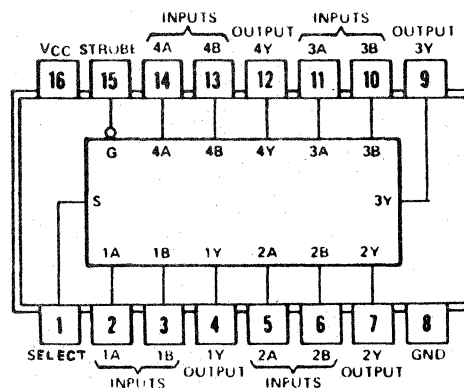 INPUTS INPUTS
VCC STROBE 4A 4B OUTPUT 4Y 3A 3B OUTPUT 3Y
16 15 14 13 12 11 10 9
G 4A 4B 4Y 3A 3B
S 3Y
1A 1B 1Y 2A 2B 2Y
1 2 3 4 5 6 7 8
SELECT 1A 1B 1Y 2A 2B 2Y GND
INPUTS OUTPUT INPUTS OUTPUT